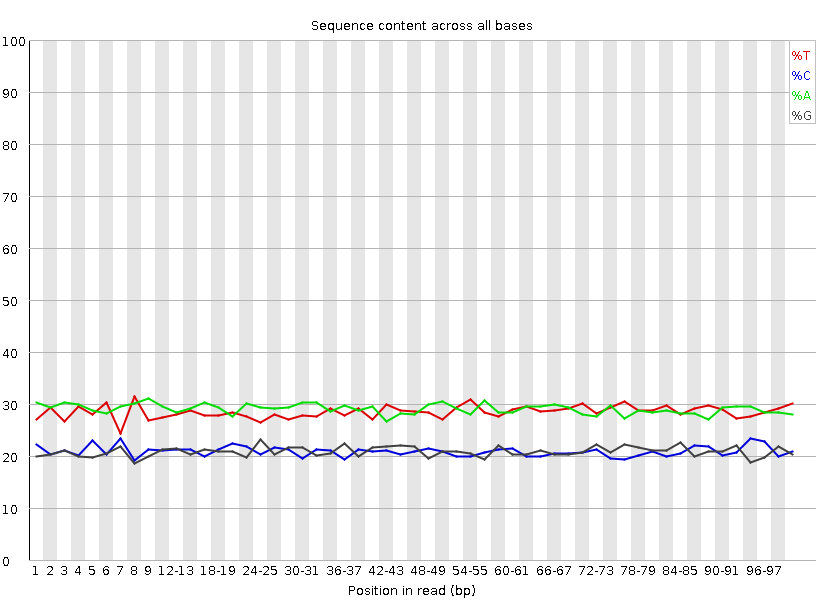 Sequence content across all bases
100
90
80
70
60
50
40
30
20
10
0
%T
%C
%A
%G
1 2 3 4 5 6 7 8 9 12-13 18-19 24-25 30-31 36-37 42-43 48-49 54-55 60-61 66-67 72-73 78-79 84-85 90-91 96-97
Position in read (bp)